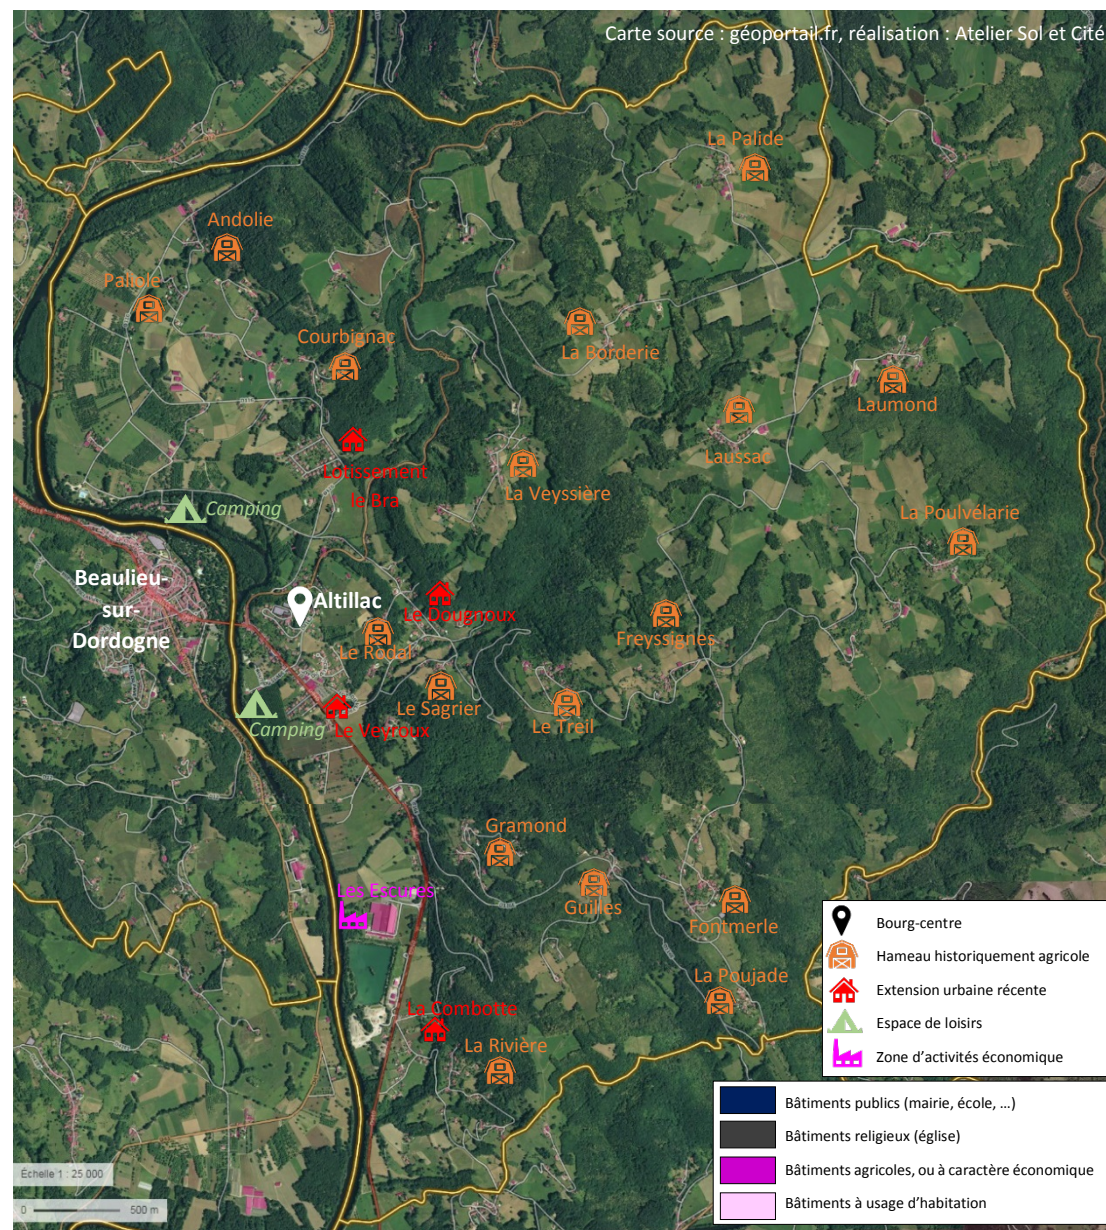 Carte source : géoportail.fr, réalisation : Atelier Sol et Cité
La Palide
Andolie
Pallole
Courbignac
La Borderie
Laumond
Laussac
Lotissement
le Bra
La Veyssière
Camping
La Poulvélarie
Beaulieu-
sur-
Dordogne
Altillac
Le Dougnoux
Le Rodal
Freyssignes
Le Sagrier
Le Treil
Camping
Le Veyroux
Gramond
Les Escures
Guilles
Fontmerle
La Poujade
La Combotte
La Rivière
Bourg-centre
Hameau historiquement agricole
Extension urbaine récente
Espace de loisirs
Zone d'activités économique
Bâtiments publics (mairie, école, …)
Bâtiments religieux (église)
Bâtiments agricoles, ou à caractère économique
Bâtiments à usage d'habitation
Échelle 1 : 25 000
0 500 m